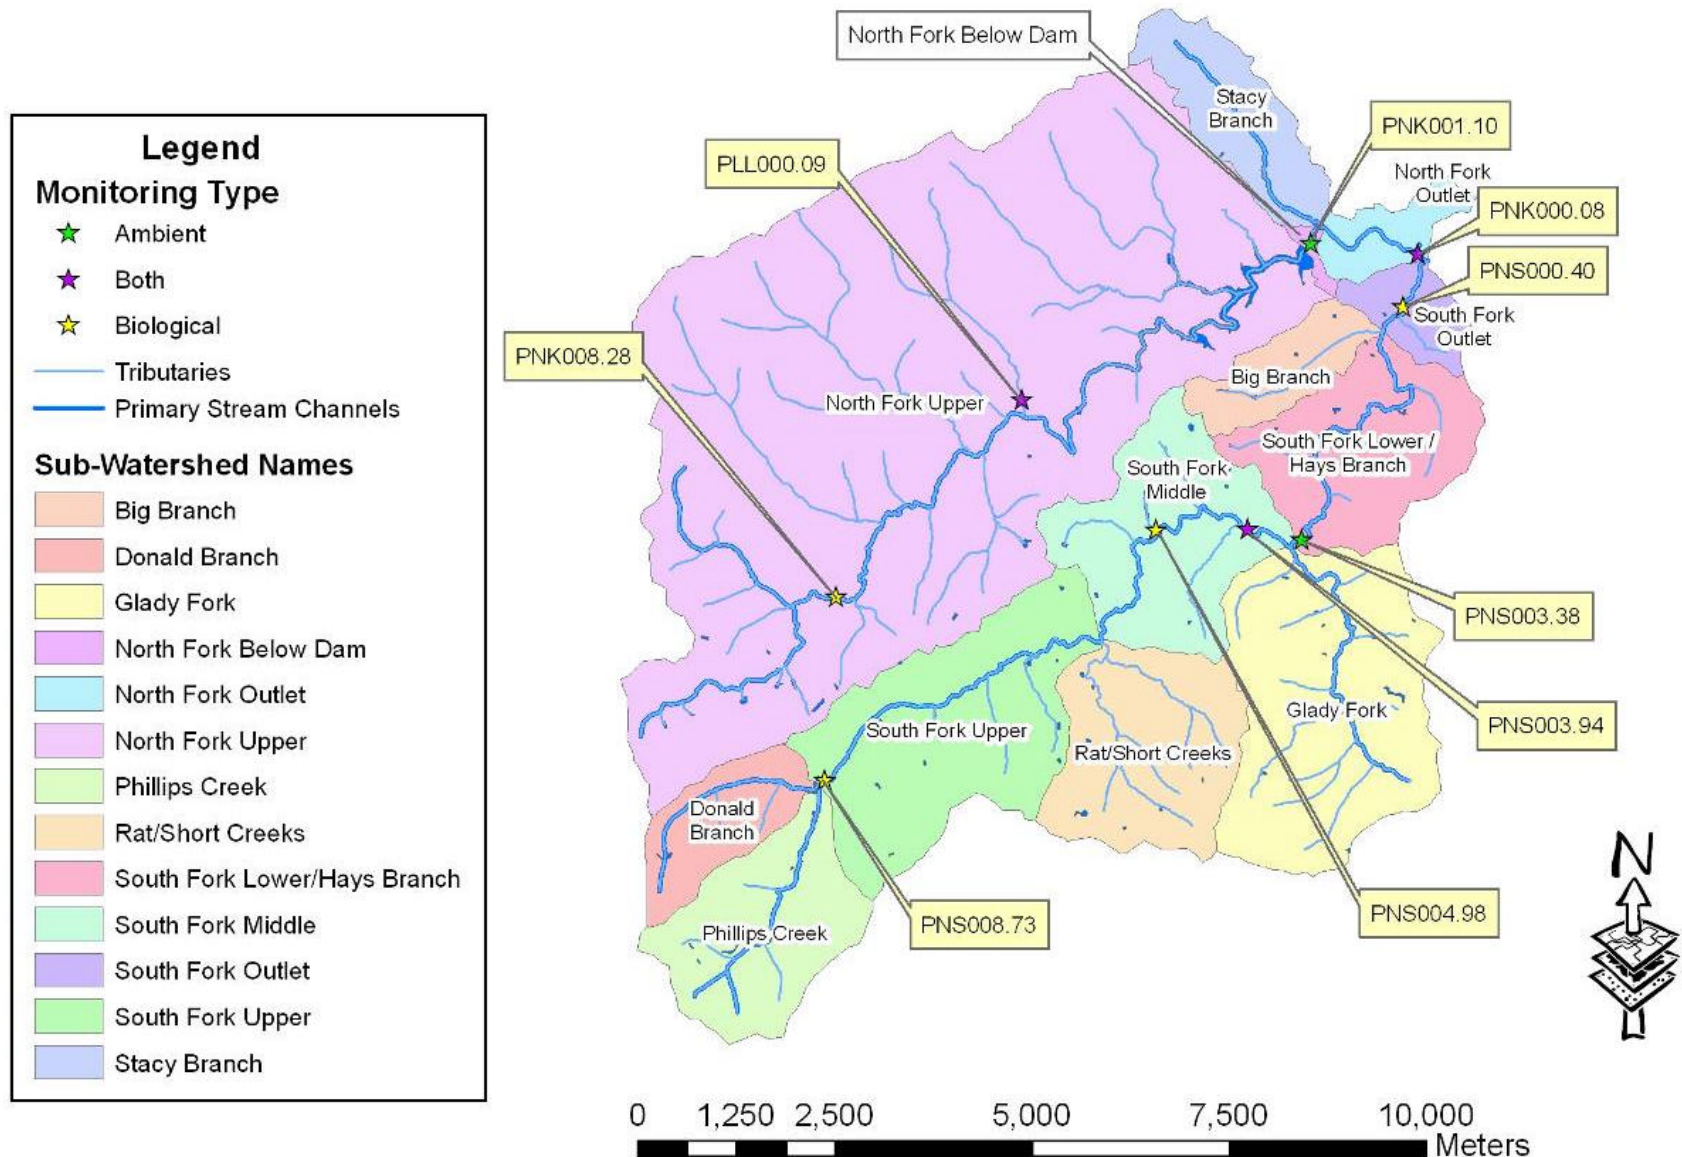 Legend
Monitoring Type
Ambient
Both
Biological
Tributaries
Primary Stream Channels
Sub-Watershed Names
Big Branch
Donald Branch
Glady Fork
North Fork Below Dam
North Fork Outlet
North Fork Upper
Phillips Creek
Rat/Short Creeks
South Fork Lower/Hays Branch
South Fork Middle
South Fork Outlet
South Fork Upper
Stacy Branch
North Fork Below Dam
Stacy
Branch
PNK001.10
PLL000.09
North Fork
Outlet
PNK000.08
PNS000.40
South Fork
Outlet
PNK008.28
Big Branch
North Fork Upper
South Fork Lower /
Hays Branch
South Fork
Middle
PNS003.38
Glady Fork
PNS003.94
South Fork Upper
Rat/Short Creeks
Donald
Branch
PNS004.98
PNS008.73
Phillips Creek
N
0 1,250 2,500 5,000 7,500 10,000
Meters